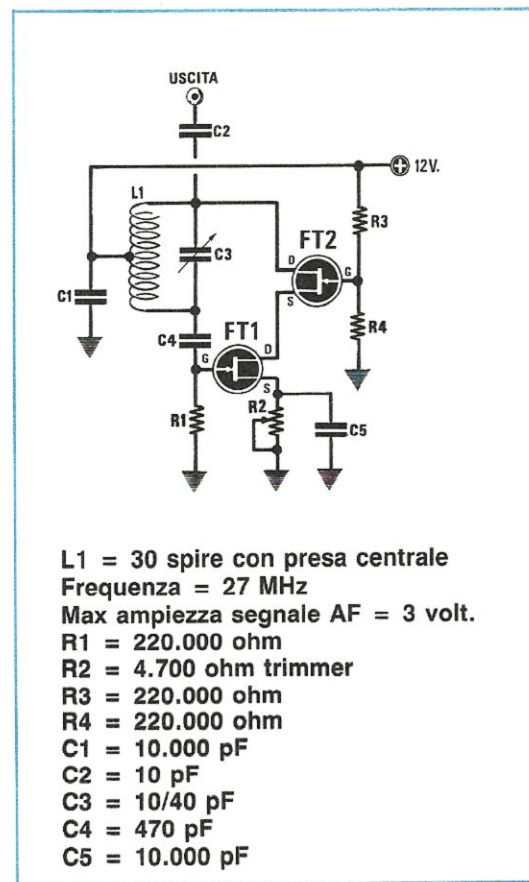 USCITA
C2
12V.
L1
R3
C3
FT2
D
G
S
C1
R4
C4
FT1
G
D
S
R2
R1
C5
L1 = 30 spire con presa centrale
Frequenza = 27 MHz
Max ampiezza segnale AF = 3 volt.
R1 = 220.000 ohm
R2 = 4.700 ohm trimmer
R3 = 220.000 ohm
R4 = 220.000 ohm
C1 = 10.000 pF
C2 = 10 pF
C3 = 10/40 pF
C4 = 470 pF
C5 = 10.000 pF